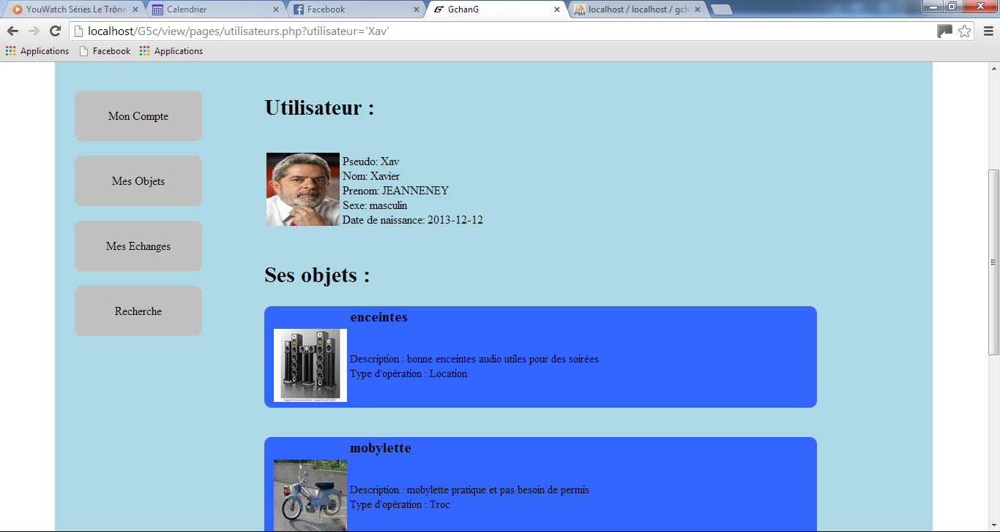 YouWatch Séries Le Trône
Calendrier
Facebook
GchanG
localhost / localhost / gch
localhost/G5c/view/pages/utilisateurs.php?utilisateur='Xav'
Applications
Facebook
Applications
Mon Compte
Mes Objets
Mes Echanges
Recherche
Utilisateur :
Pseudo: Xav
Nom: Xavier
Prenom: JEANNENEY
Sexe: masculin
Date de naissance: 2013-12-12
Ses objets :
enceintes
Description : bonne enceintes audio utiles pour des soirées
Type d'opération : Location
mobylette
Description : mobylette pratique et pas besoin de permis
Type d'opération : Troc